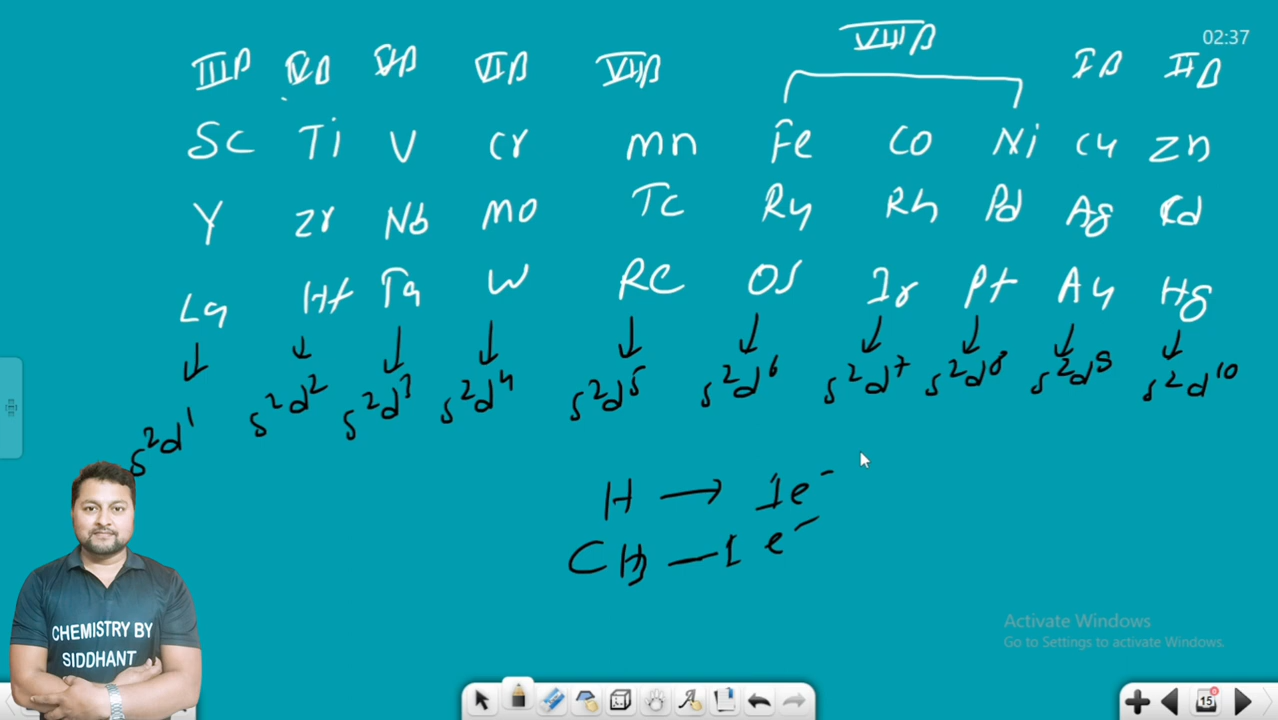 02:37
VIIIB
IIIB IVB VB VIB VIIB IB IIB
Sc Ti V Cr Mn Fe Co Ni Cu Zn
Y Zr Nb Mo Tc Ru Rh Pd Ag Cd
La Hf Ta W Re Os Ir Pt Au Hg
s²d¹ s²d² s²d³ s²d⁴ s²d⁵ s²d⁶ s²d⁷ s²d⁸ s²d⁹ s²d¹⁰
H → 1e⁻
CH₃ — 1 e⁻
CHEMISTRY BY
SIDDHANT
Activate Windows
Go to Settings to activate Windows.
15